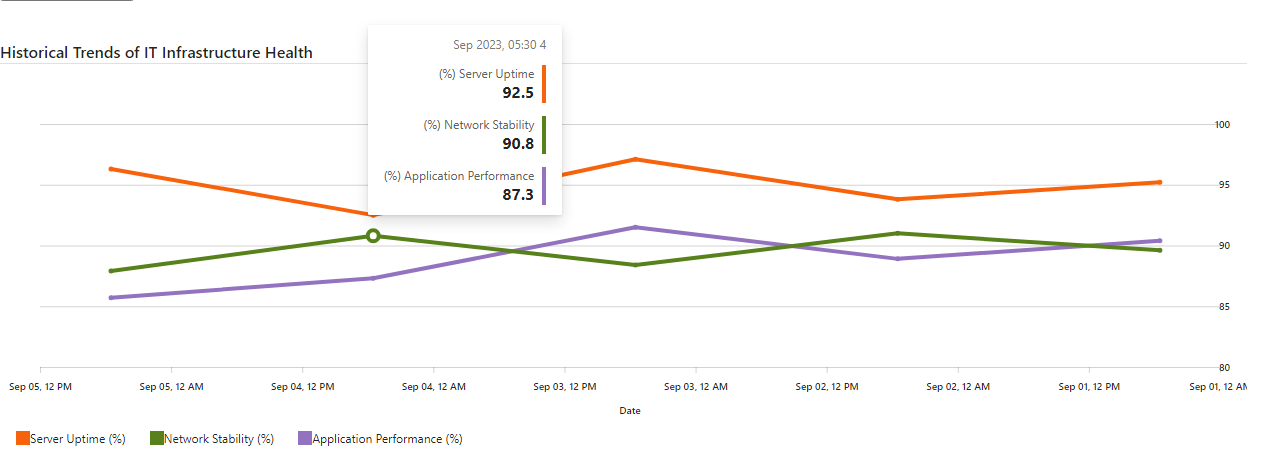 Historical Trends of IT Infrastructure Health
Sep 2023, 05:30 4
(%) Server Uptime
92.5
(%) Network Stability
90.8
(%) Application Performance
87.3
100
95
90
85
80
Sep 05, 12 PM Sep 05, 12 AM Sep 04, 12 PM Sep 04, 12 AM Sep 03, 12 PM Sep 03, 12 AM Sep 02, 12 PM Sep 02, 12 AM Sep 01, 12 PM Sep 01, 12 AM
Date
Server Uptime (%) Network Stability (%) Application Performance (%)